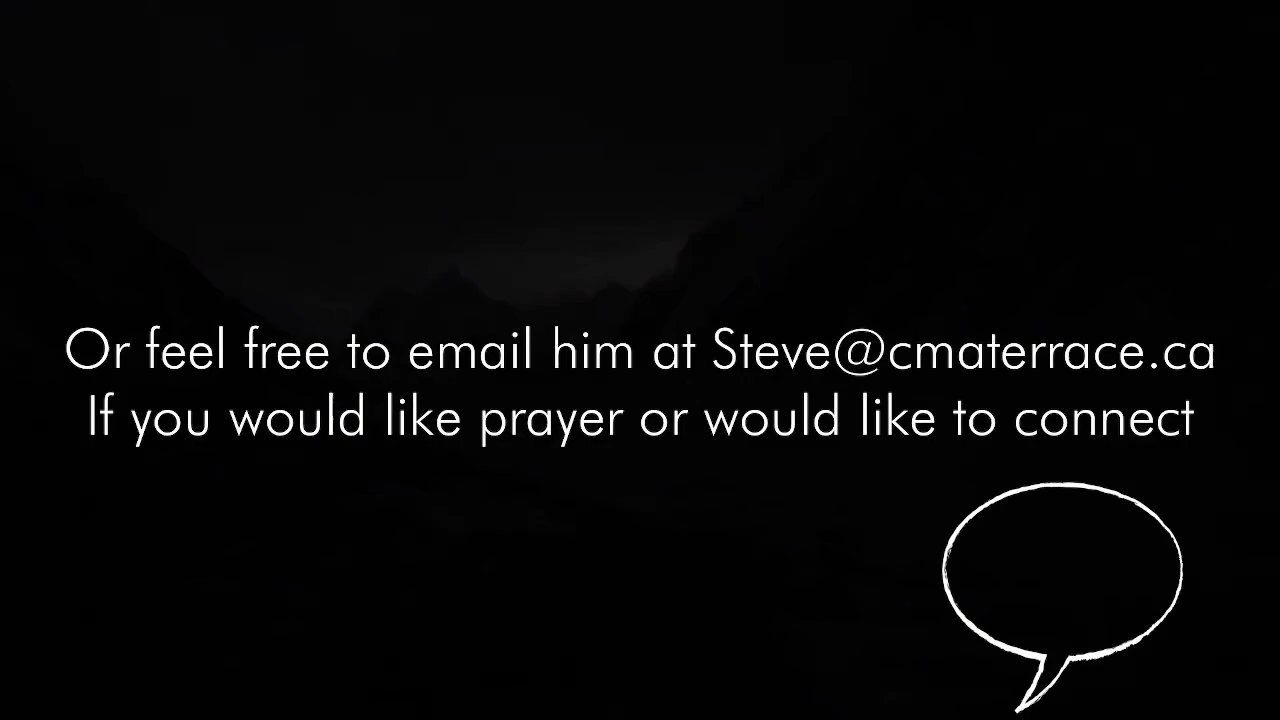 Or feel free to email him at Steve@cmaterrace.ca
If you would like prayer or would like to connect